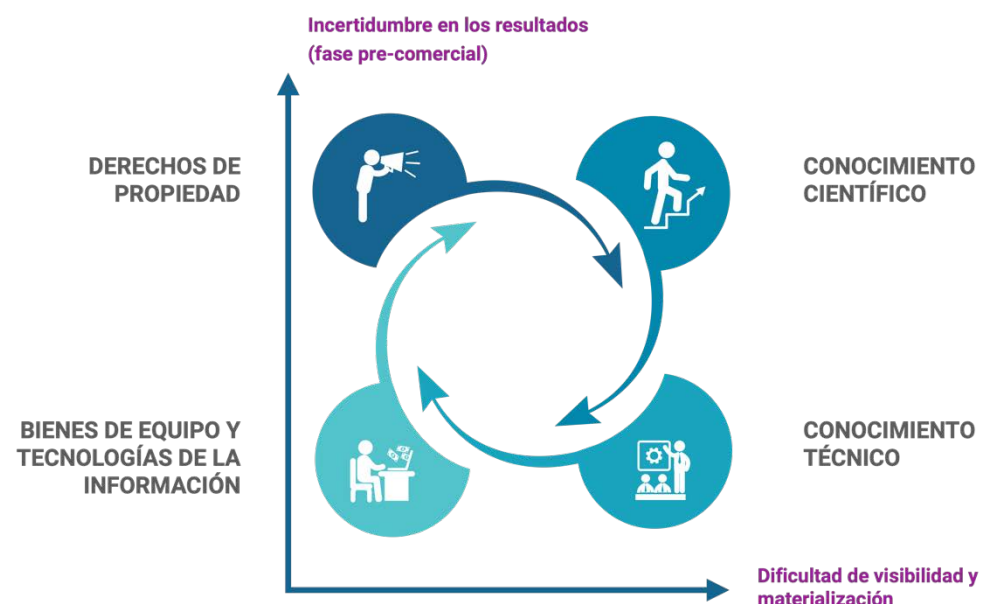 Incertidumbre en los resultados
(fase pre-comercial)
DERECHOS DE
PROPIEDAD
CONOCIMIENTO
CIENTÍFICO
BIENES DE EQUIPO Y
TECNOLOGÍAS DE LA
INFORMACIÓN
CONOCIMIENTO
TÉCNICO
Dificultad de visibilidad y
materialización